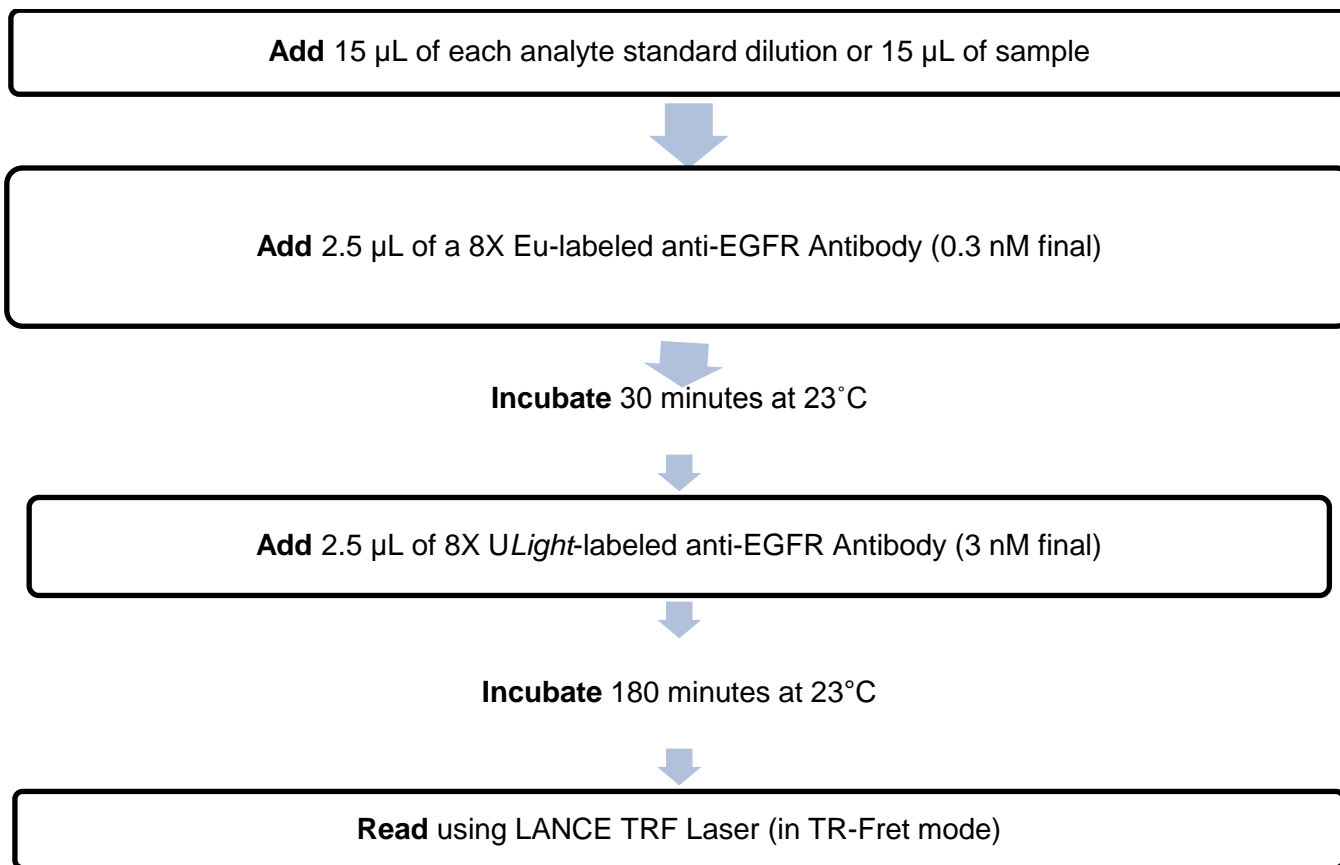 Add 15 µL of each analyte standard dilution or 15 µL of sample
Add 2.5 µL of a 8X Eu-labeled anti-EGFR Antibody (0.3 nM final)
Incubate 30 minutes at 23˚C
Add 2.5 µL of 8X ULight-labeled anti-EGFR Antibody (3 nM final)
Incubate 180 minutes at 23°C
Read using LANCE TRF Laser (in TR-Fret mode)